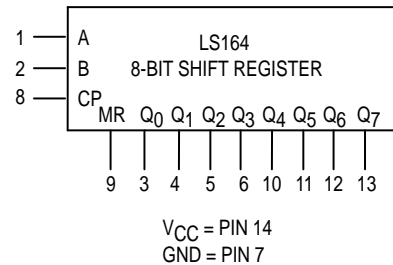 1 A LS164
2 B 8-BIT SHIFT REGISTER
8 CP
MR Q0 Q1 Q2 Q3 Q4 Q5 Q6 Q7
9 3 4 5 6 10 11 12 13
VCC = PIN 14
GND = PIN 7